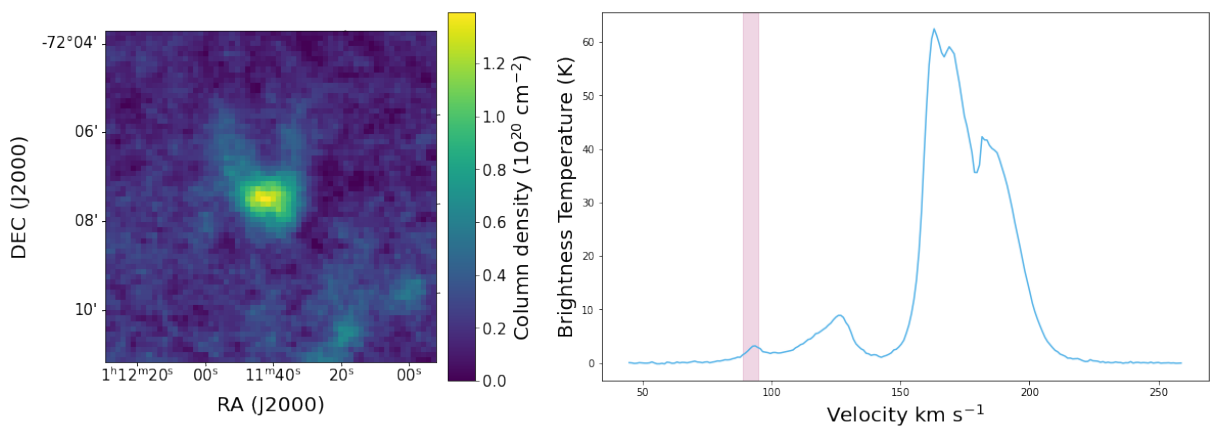 -72°04'
06'
08'
10'
DEC (J2000)
1ʰ12ᵐ20ˢ 00ˢ 11ᵐ40ˢ 20ˢ 00ˢ
RA (J2000)
1.2
1.0
0.8
0.6
0.4
0.2
0.0
Column density (10²⁰ cm⁻²)
60
50
40
30
20
10
0
Brightness Temperature (K)
50 100 150 200 250
Velocity km s⁻¹